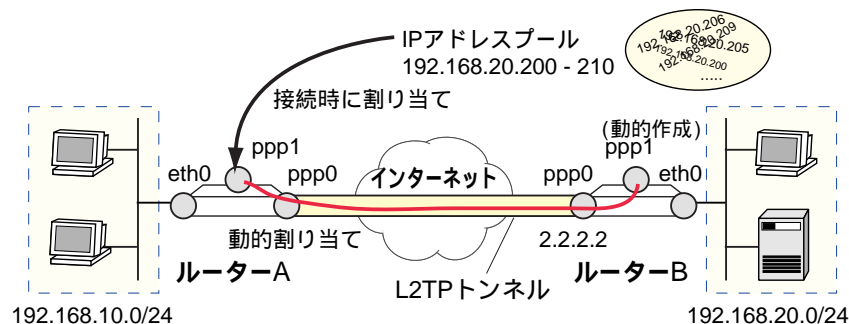 IPアドレスプール
192.168.20.200 - 210
192.168.20.206
192.168.20.205
192.168.20.209
192.168.20.200
.....
接続時に割り当て
(動的作成)
ppp1
ppp1
eth0
ppp0
インターネット
ppp0
eth0
動的割り当て
2.2.2.2
ルーターA
L2TPトンネル
ルーターB
192.168.10.0/24
192.168.20.0/24